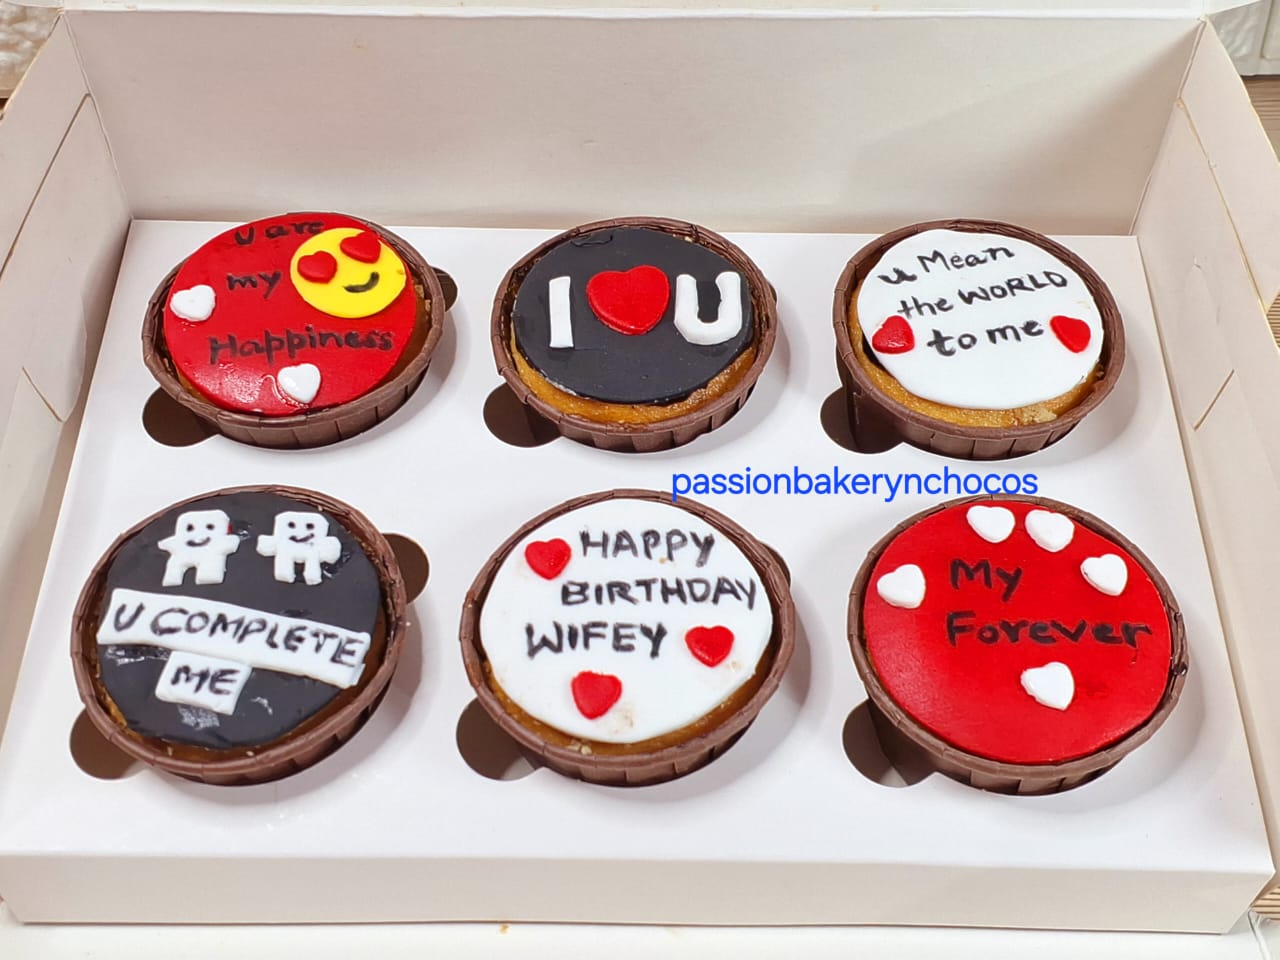 U are
my
Happiness
I U
u Mean
the WORLD
to me
passionbakerynchocos
U COMPLETE
ME
HAPPY
BIRTHDAY
WIFEY
My
Forever